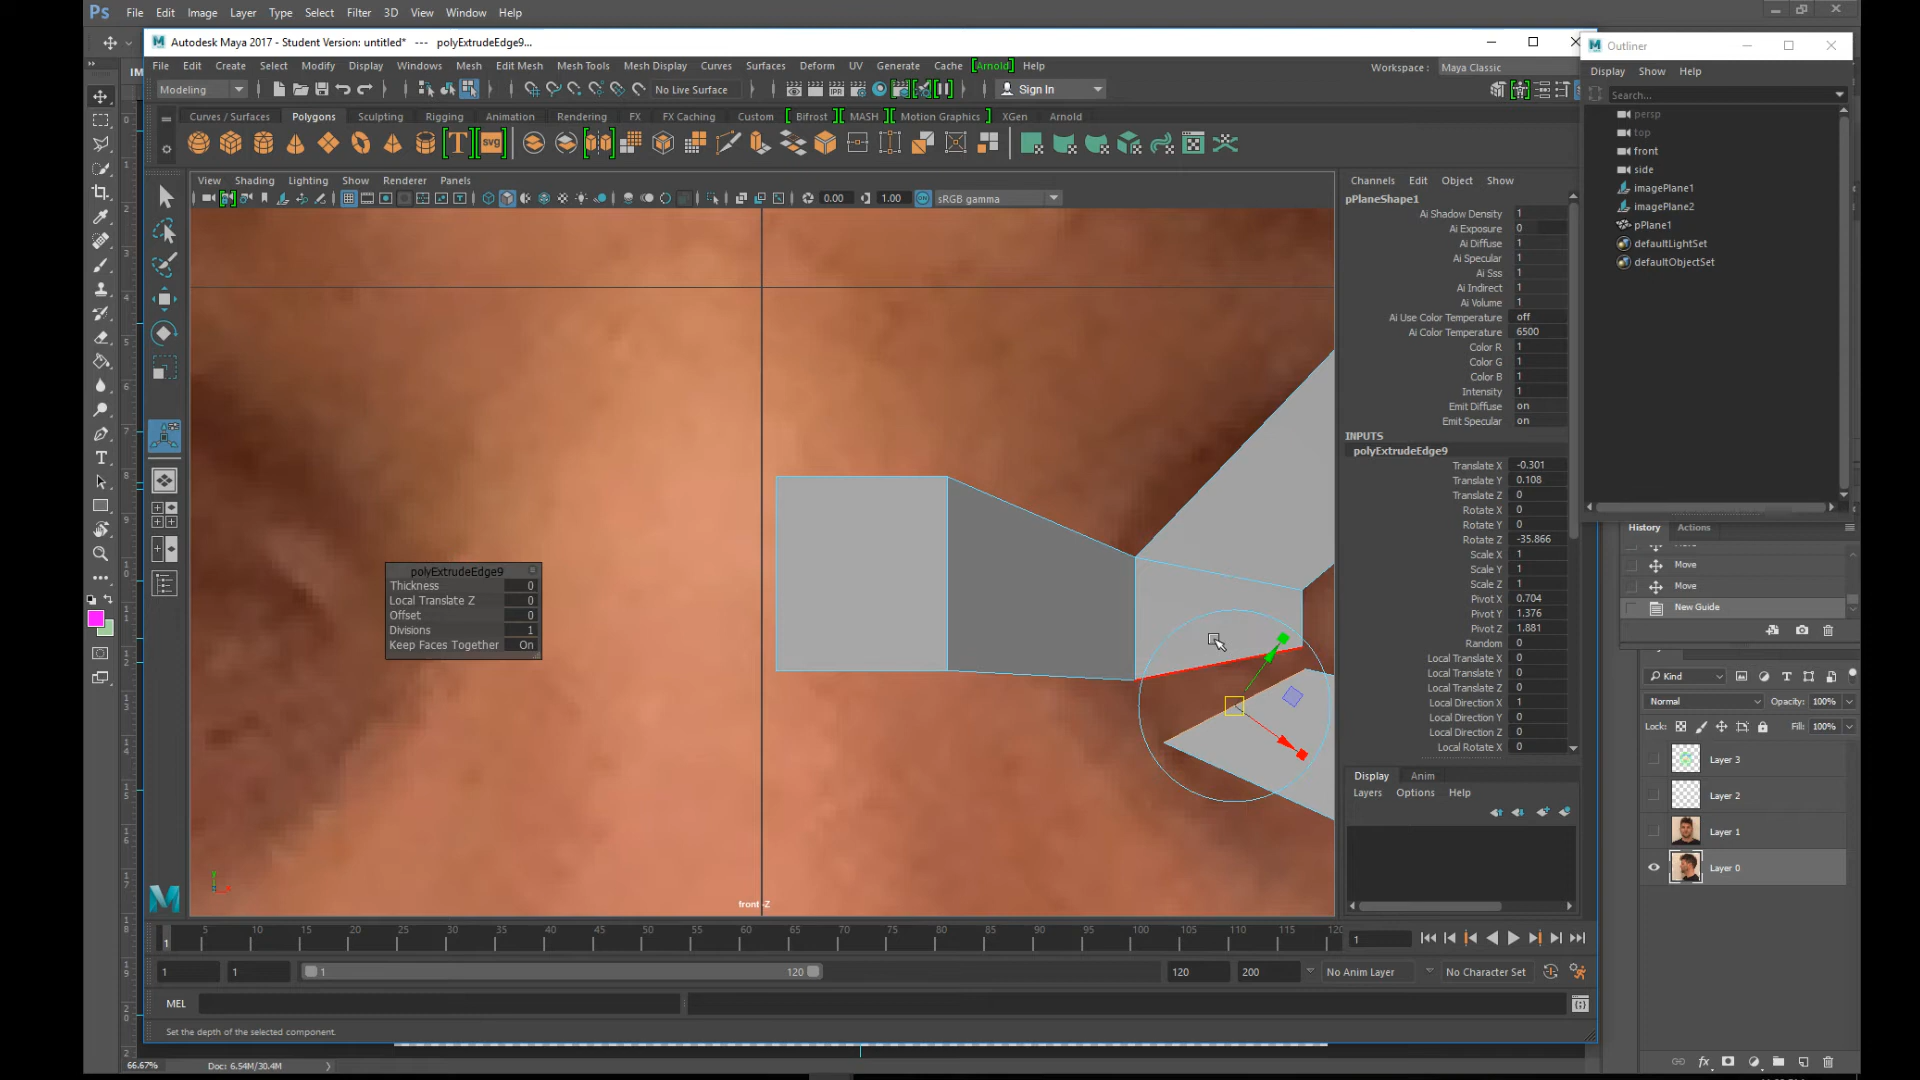 Ps File Edit Image Layer Type Select Filter 3D View Window Help
Autodesk Maya 2017 - Student Version: untitled* --- polyExtrudeEdge9...
Outliner
File Edit Create Select Modify Display Windows Mesh Edit Mesh Mesh Tools Mesh Display Curves Surfaces Deform UV Generate Cache [Arnold] Help
Workspace : Maya Classic
Display Show Help
Modeling No Live Surface Sign In
Search...
Curves / Surfaces Polygons Sculpting Rigging Animation Rendering FX FX Caching Custom Bifrost MASH Motion Graphics XGen Arnold
persp
top
front
side
imagePlane1
imagePlane2
pPlane1
defaultLightSet
defaultObjectSet
View Shading Lighting Show Renderer Panels
0.00 1.00 sRGB gamma
Channels Edit Object Show
pPlaneShape1
Ai Shadow Density 1
Ai Exposure 0
Ai Diffuse 1
Ai Specular 1
Ai Sss 1
Ai Indirect 1
Ai Volume 1
Ai Use Color Temperature off
Ai Color Temperature 6500
Color R 1
Color G 1
Color B 1
Intensity 1
Emit Diffuse on
Emit Specular on
INPUTS
polyExtrudeEdge9
Translate X -0.301
Translate Y 0.108
Translate Z 0
Rotate X 0
Rotate Y 0
Rotate Z -35.866
Scale X 1
Scale Y 1
Scale Z 1
Pivot X 0.704
Pivot Y 1.376
Pivot Z 1.881
Random 0
Local Translate X 0
Local Translate Y 0
Local Translate Z 0
Local Direction X 1
Local Direction Y 0
Local Direction Z 0
Local Rotate X 0
polyExtrudeEdge9
Thickness 0
Local Translate Z 0
Offset 0
Divisions 1
Keep Faces Together On
front -Z
History Actions
Move
Move
New Guide
Kind
Normal Opacity: 100%
Lock: Fill: 100%
Layer 3
Layer 2
Layer 1
Layer 0
Display Anim
Layers Options Help
5 10 15 20 25 30 35 40 45 50 55 60 65 70 75 80 85 90 95 100 105 110 115 120
1 1
1 1 1 120 120 200 No Anim Layer No Character Set
MEL
Set the depth of the selected component.
66.67% Doc: 6.54M/30.4M
fx